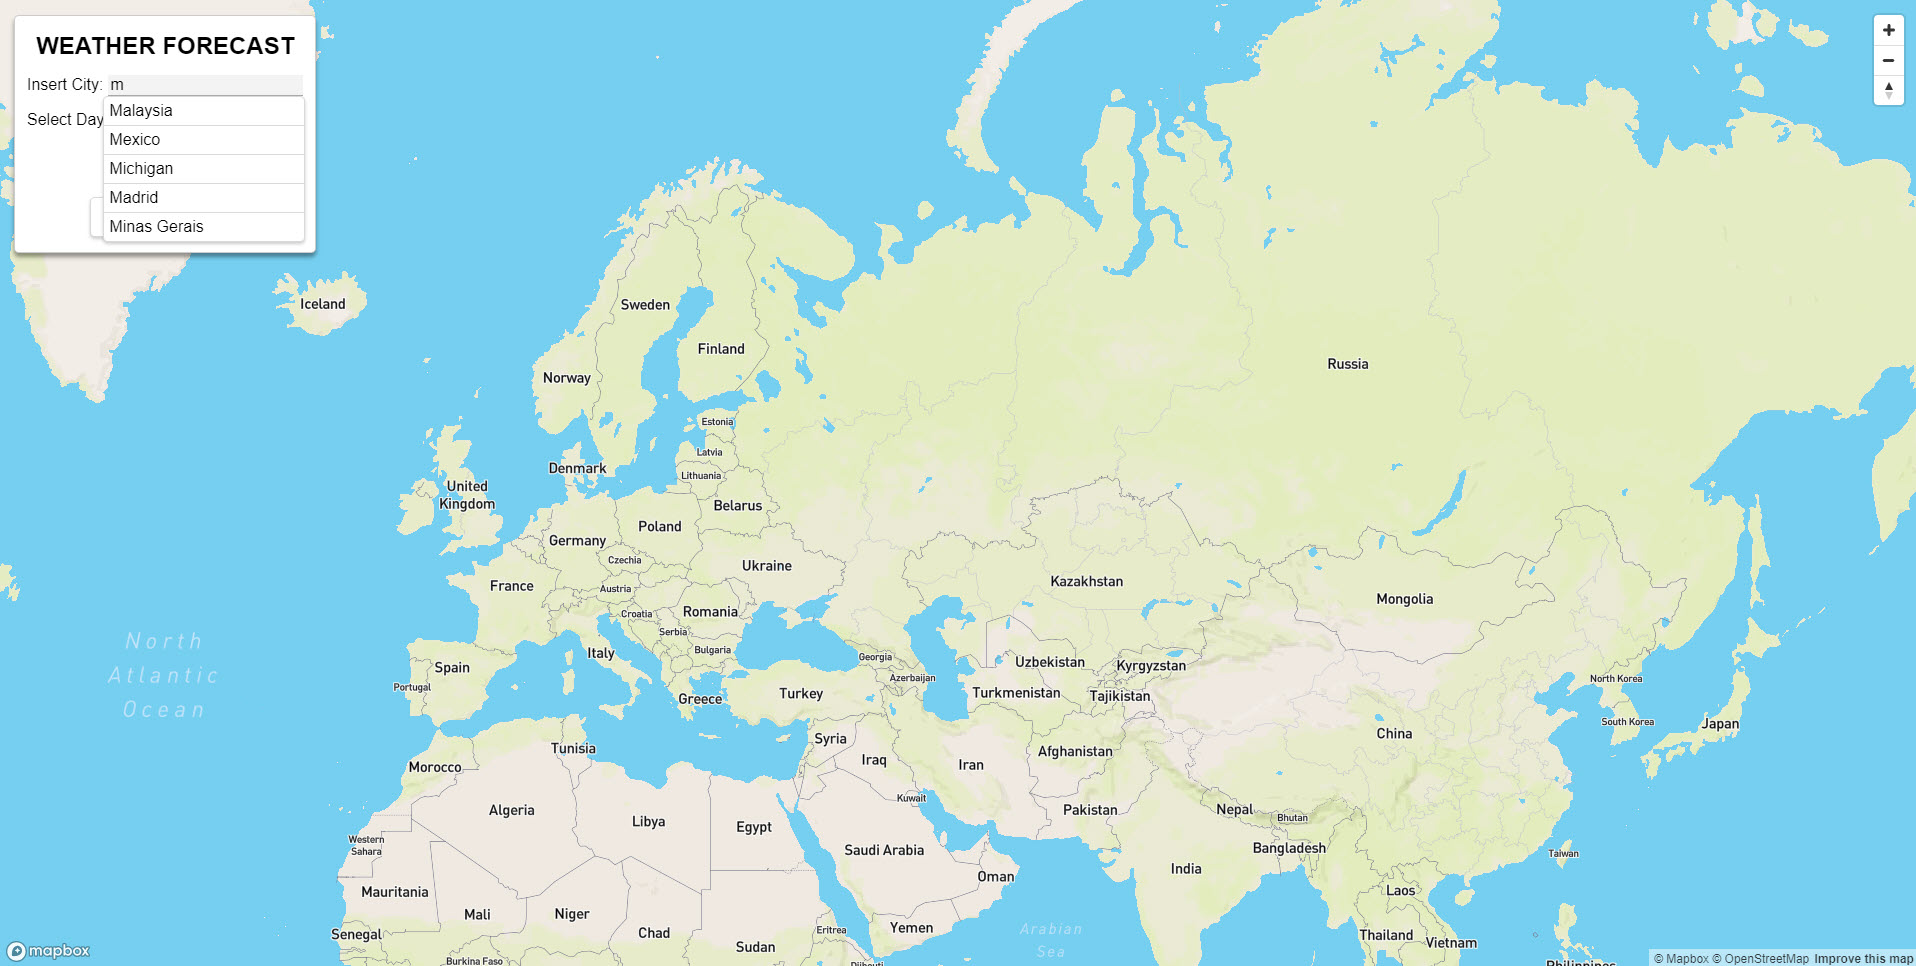 WEATHER FORECAST
Insert City: m
Malaysia
Select Day
Mexico
Michigan
Madrid
Minas Gerais
Iceland
Sweden
Finland
Norway
Russia
Estonia
Latvia
Denmark
Lithuania
United
Kingdom
Belarus
Poland
Germany
Czechia
Ukraine
France
Austria
Kazakhstan
Mongolia
Croatia
Romania
Serbia
North
Atlantic
Ocean
Italy
Bulgaria
Georgia
Spain
Uzbekistan
Kyrgyzstan
Azerbaijan
North Korea
Portugal
Greece
Turkey
Turkmenistan
Tajikistan
South Korea
Japan
Syria
China
Tunisia
Afghanistan
Morocco
Iraq
Iran
Kuwait
Algeria
Libya
Egypt
Pakistan
Nepal
Bhutan
Western
Sahara
Saudi Arabia
Bangladesh
Taiwan
India
Oman
Mauritania
Laos
Mali
Niger
Chad
Senegal
Sudan
Eritrea
Yemen
Arabian
Sea
Thailand
Vietnam
mapbox
Burkina Faso
Djibouti
Philippines
© Mapbox © OpenStreetMap Improve this map